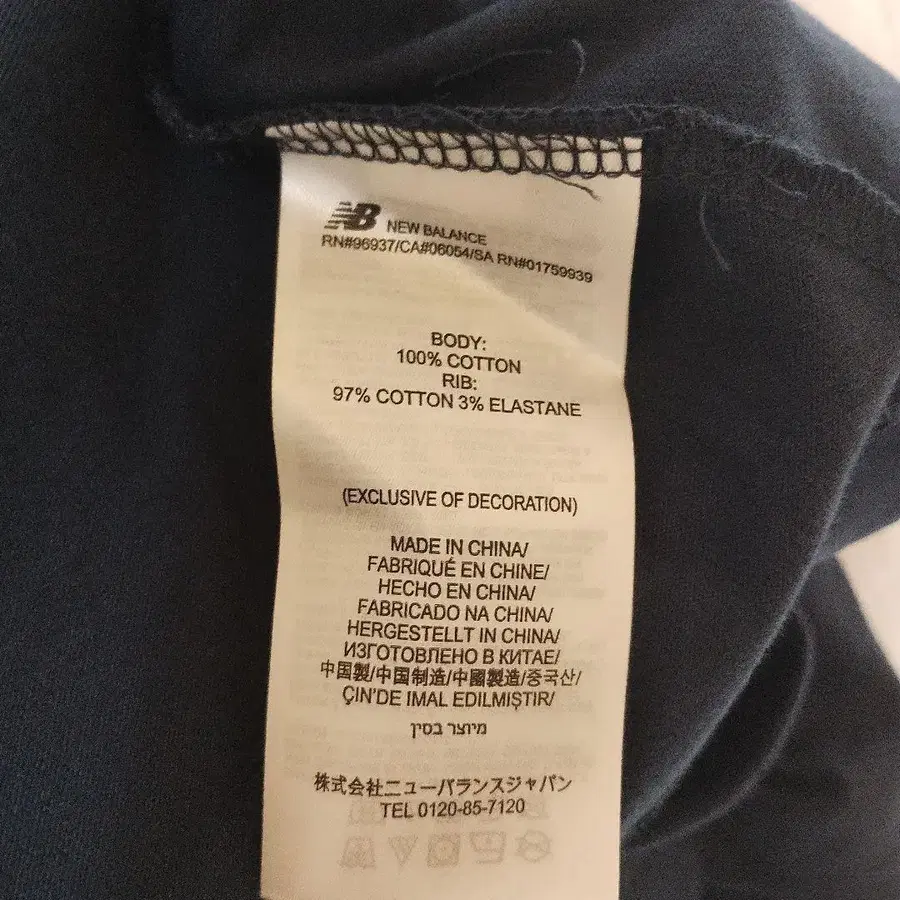 NB NEW BALANCE
RN#96937/CA#06054/SA RN#01759939
BODY:
100% COTTON
RIB:
97% COTTON 3% ELASTANE
(EXCLUSIVE OF DECORATION)
MADE IN CHINA/
FABRIQUÉ EN CHINE/
HECHO EN CHINA/
FABRICADO NA CHINA/
HERGESTELLT IN CHINA/
ИЗГОТОВЛЕНО В КИТАЕ/
中国製/中国制造/中國製造/중국산/
ÇIN'DE IMAL EDILMIŞTIR/
מיוצר בסין
株式会社ニューバランスジャパン
TEL 0120-85-7120